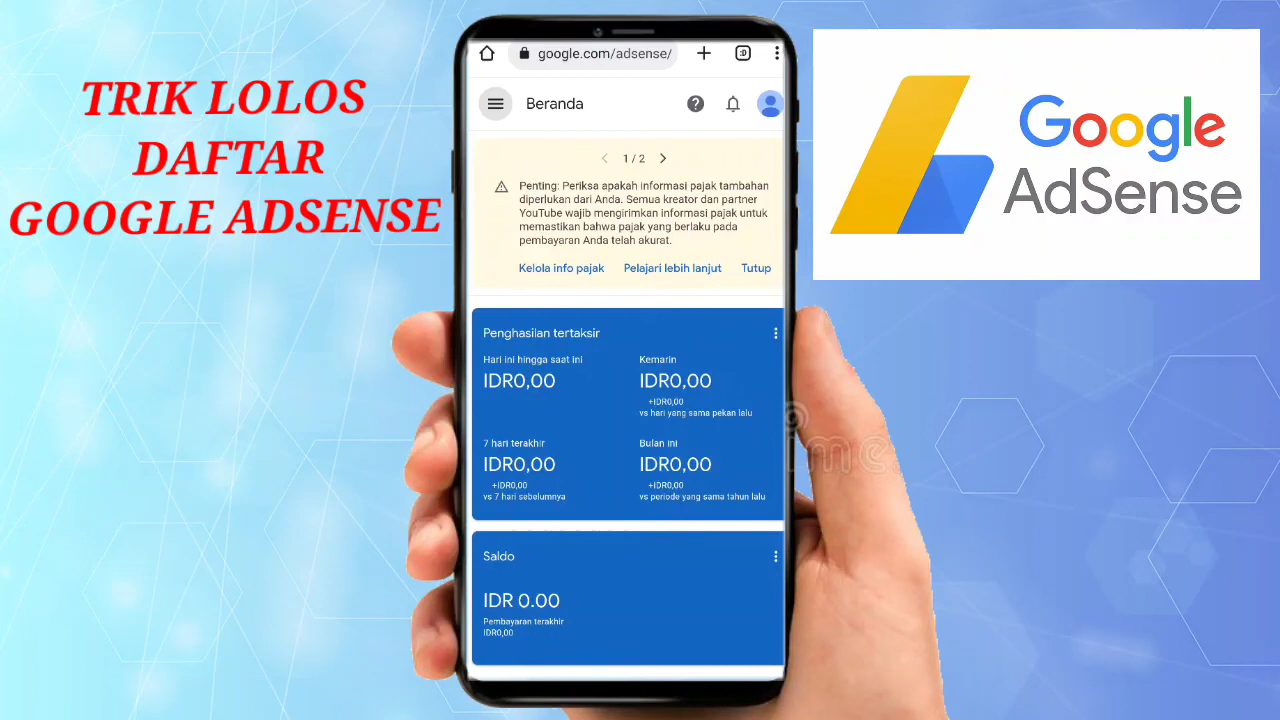 TRIK LOLOS
DAFTAR
GOOGLE ADSENSE
google.com/adsense/
:D
Beranda
1 / 2
Penting: Periksa apakah informasi pajak tambahan
diperlukan dari Anda. Semua kreator dan partner
YouTube wajib mengirimkan informasi pajak untuk
memastikan bahwa pajak yang berlaku pada
pembayaran Anda telah akurat.
Kelola info pajak Pelajari lebih lanjut Tutup
Penghasilan tertaksir
Hari ini hingga saat ini
IDR0,00
Kemarin
IDR0,00
+IDR0,00
vs hari yang sama pekan lalu
7 hari terakhir
IDR0,00
+IDR0,00
vs 7 hari sebelumnya
Bulan ini
IDR0,00
+IDR0,00
vs periode yang sama tahun lalu
Saldo
IDR 0.00
Pembayaran terakhir
IDR0,00
Google
AdSense